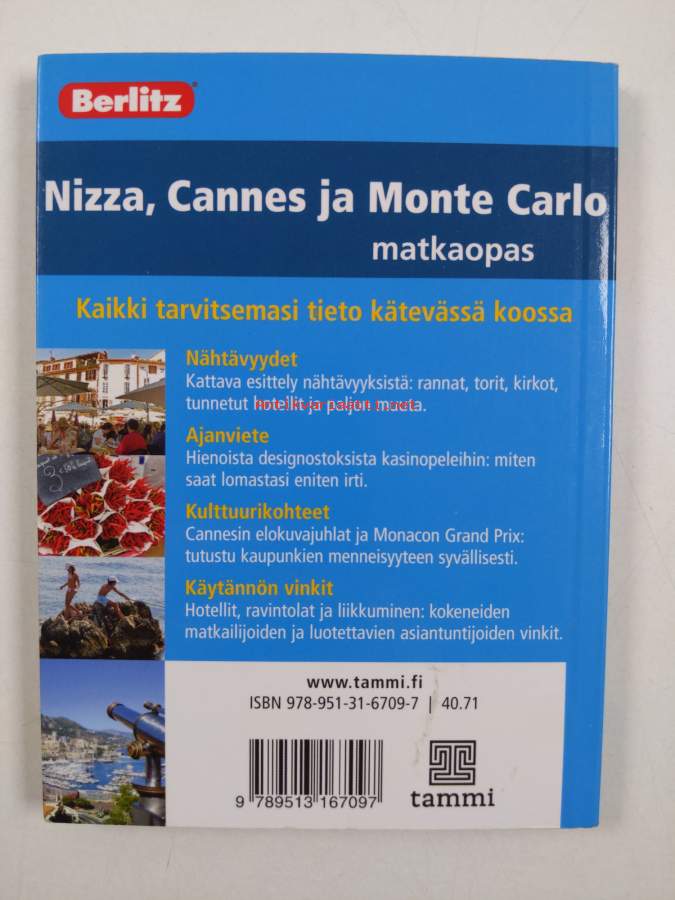 Berlitz
Nizza, Cannes ja Monte Carlo
matkaopas
Kaikki tarvitsemasi tieto kätevässä koossa
Nähtävyydet
Kattava esittely nähtävyyksistä: rannat, torit, kirkot,
tunnetut hotellit ja paljon muuta.
Ajanviete
Hienoista designostoksista kasinopeleihin: miten
saat lomastasi eniten irti.
Kulttuurikohteet
Cannesin elokuvajuhlat ja Monacon Grand Prix:
tutustu kaupunkien menneisyyteen syvällisesti.
Käytännön vinkit
Hotellit, ravintolat ja liikkuminen: kokeneiden
matkailijoiden ja luotettavien asiantuntijoiden vinkit.
www.tammi.fi
ISBN 978-951-31-6709-7 | 40.71
9 789513 167097
tammi